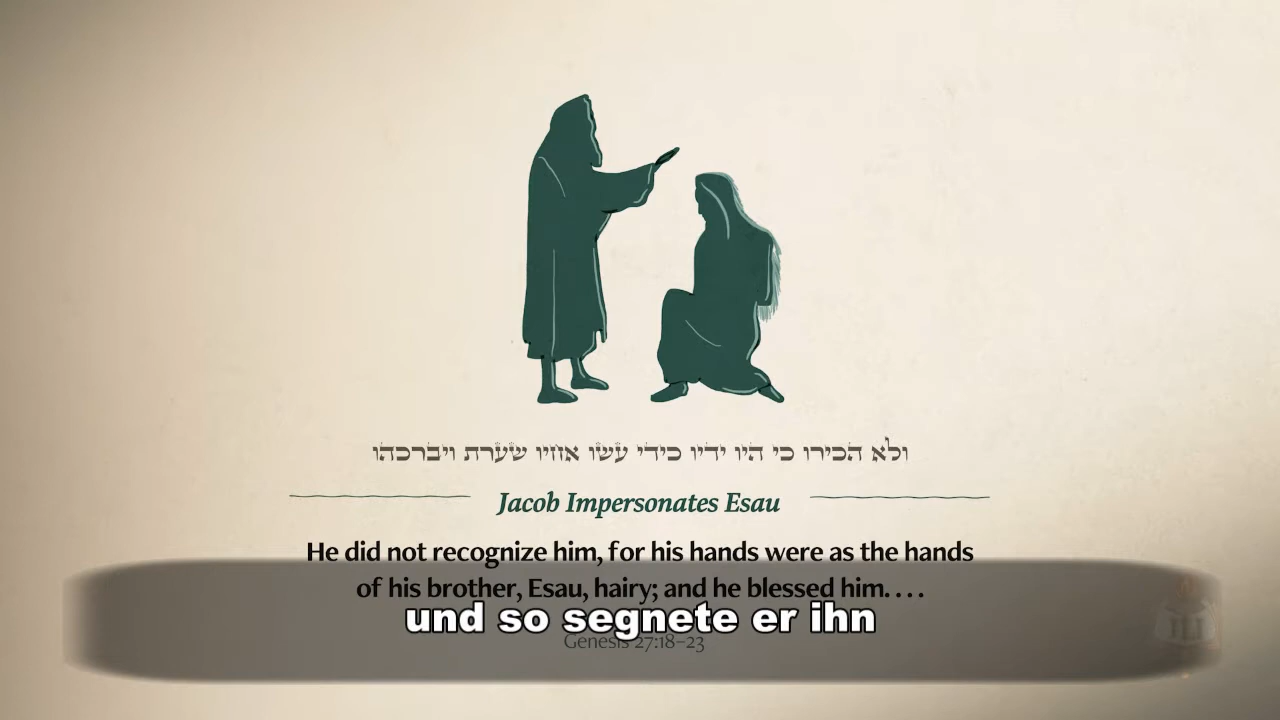 ולא הכירו כי היו ידיו כידי עשו אחיו שערת ויברכהו
Jacob Impersonates Esau
He did not recognize him, for his hands were as the hands
of his brother, Esau, hairy; and he blessed him. . . .
und so segnete er ihn
Genesis 27:18–23
JLI